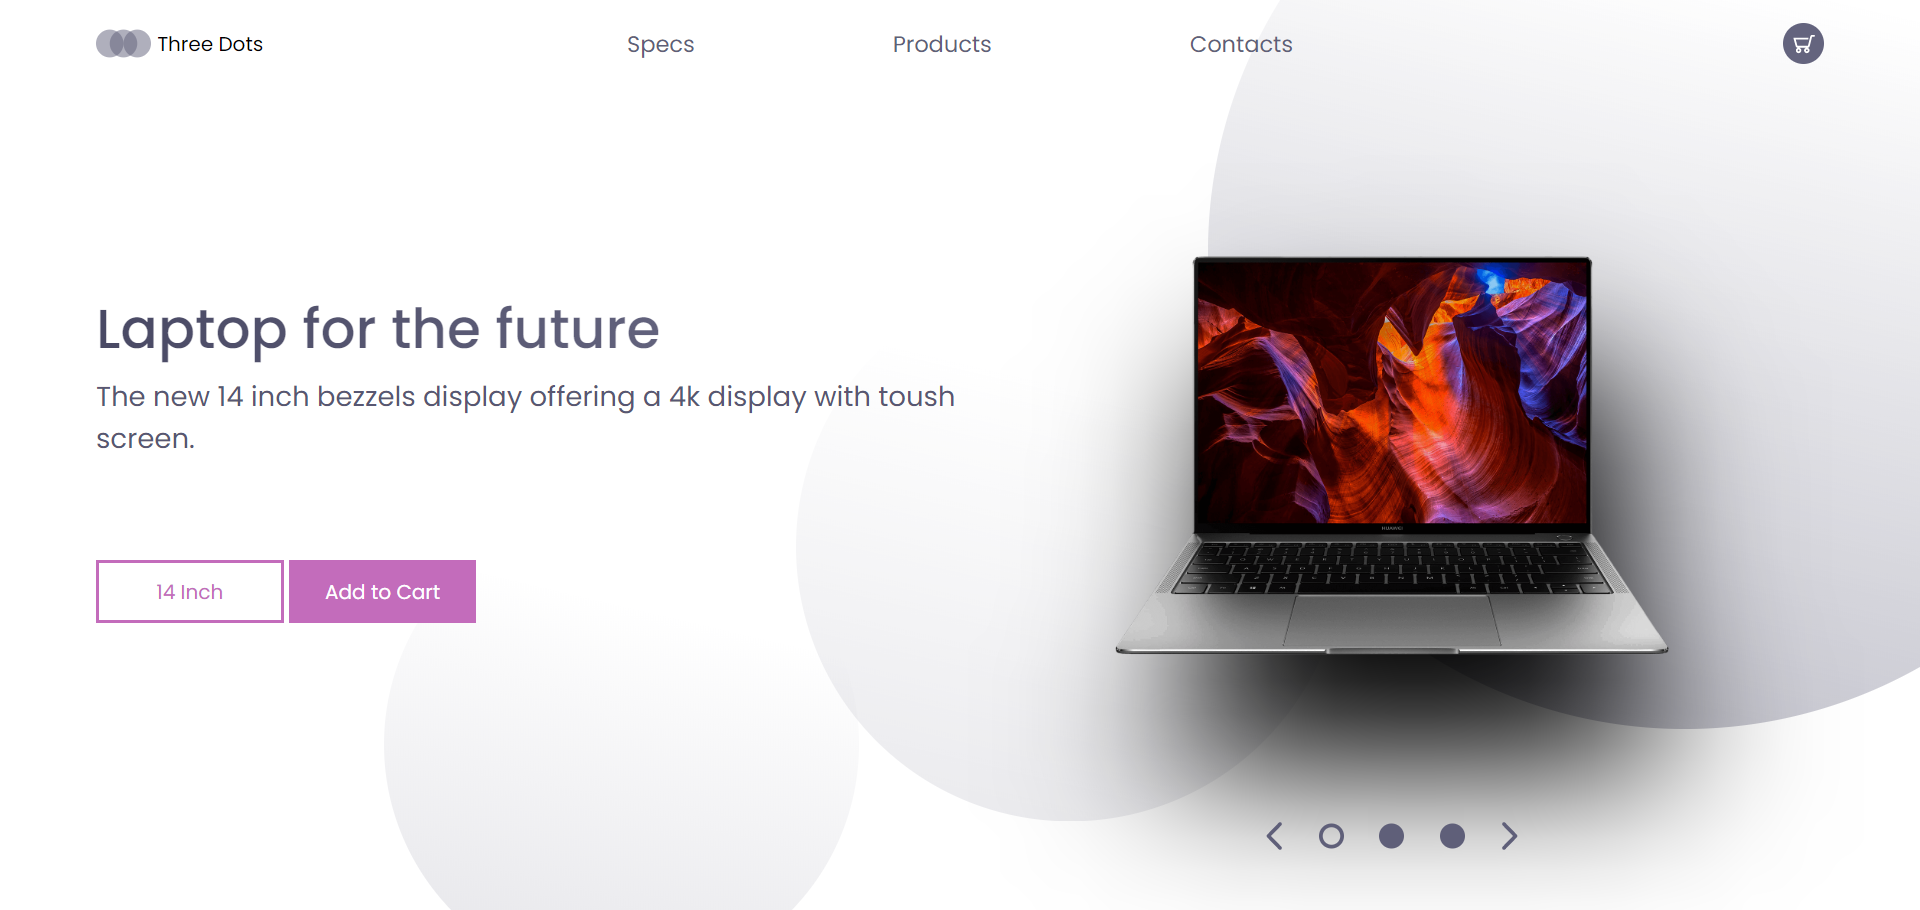 Three Dots
Specs
Products
Contacts
Laptop for the future
The new 14 inch bezzels display offering a 4k display with toush
screen.
14 Inch
Add to Cart
HUAWEI